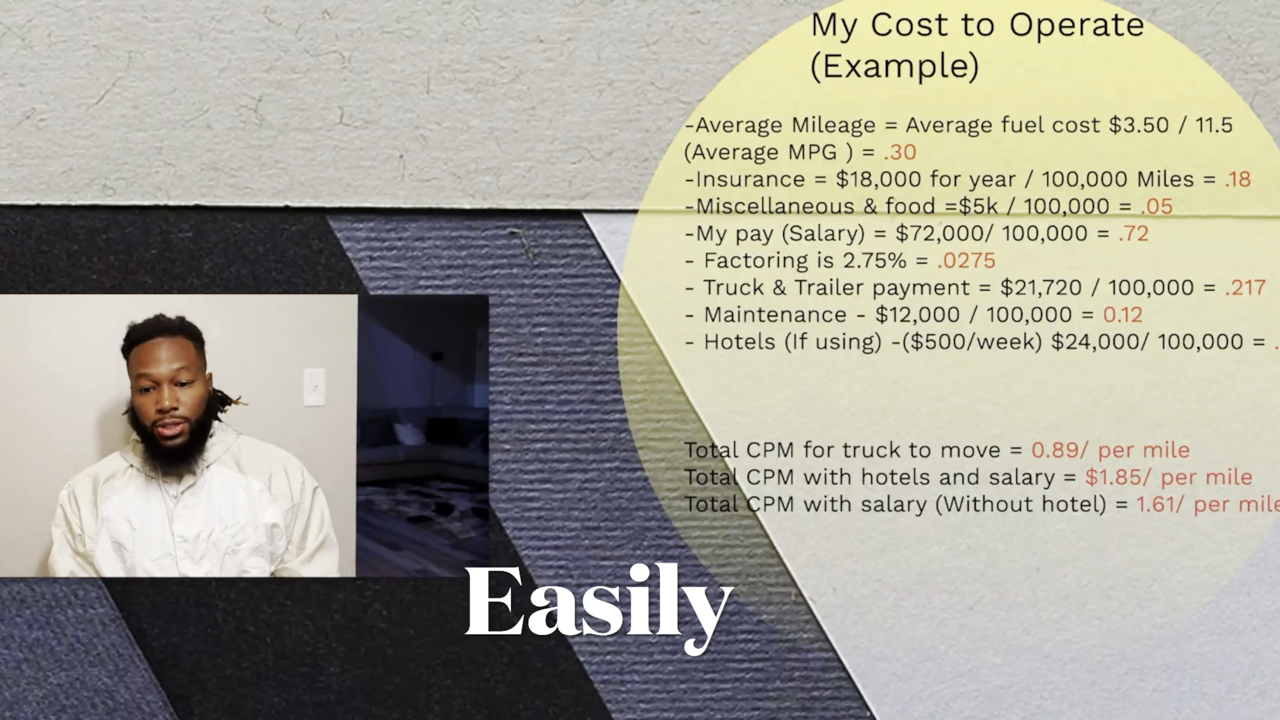 My Cost to Operate
(Example)
-Average Mileage = Average fuel cost $3.50 / 11.5
(Average MPG ) = .30
-Insurance = $18,000 for year / 100,000 Miles = .18
-Miscellaneous & food =$5k / 100,000 = .05
-My pay (Salary) = $72,000/ 100,000 = .72
- Factoring is 2.75% = .0275
- Truck & Trailer payment = $21,720 / 100,000 = .217
- Maintenance - $12,000 / 100,000 = 0.12
- Hotels (If using) -($500/week) $24,000/ 100,000 = .
Total CPM for truck to move = 0.89/ per mile
Total CPM with hotels and salary = $1.85/ per mile
Total CPM with salary (Without hotel) = 1.61/ per mile
Easily